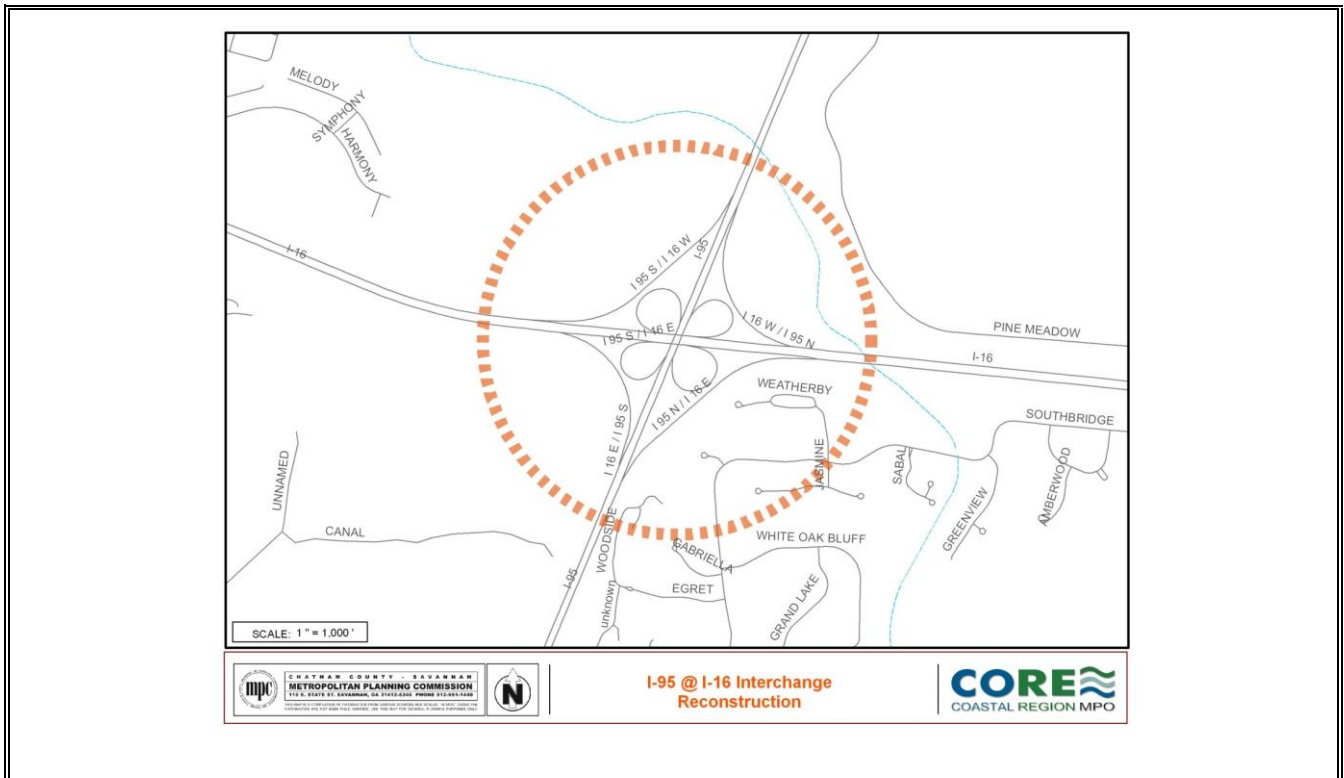 MELODY
SYMPHONY
HARMONY
I-16
I 95 S / I 16 W
I-95
I 95 S / I 16 E
I 16 W / I 95 N
PINE MEADOW
I-16
WEATHERBY
I 95 N / I 16 E
I 16 E / I 95 S
SOUTHBRIDGE
JASMINE
SABAL
AMBERWOOD
GREENVIEW
UNNAMED
CANAL
WOODSIDE
GABRIELLA
WHITE OAK BLUFF
I-95
unknown
EGRET
GRAND LAKE
SCALE: 1 " = 1,000 '
mpc
CHATHAM COUNTY - SAVANNAH
METROPOLITAN PLANNING COMMISSION
N
I-95 @ I-16 Interchange
Reconstruction
CORE
COASTAL REGION MPO